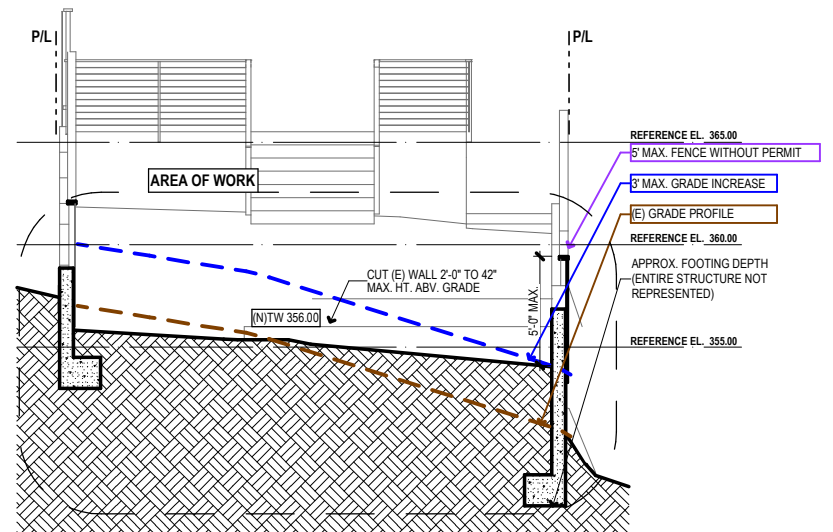 P/L
P/L
REFERENCE EL. 365.00
5' MAX. FENCE WITHOUT PERMIT
AREA OF WORK
3' MAX. GRADE INCREASE
(E) GRADE PROFILE
REFERENCE EL. 360.00
APPROX. FOOTING DEPTH
(ENTIRE STRUCTURE NOT
REPRESENTED)
CUT (E) WALL 2'-0" TO 42"
MAX. HT. ABV. GRADE
5'-0" MAX.
(N)TW 356.00
REFERENCE EL. 355.00